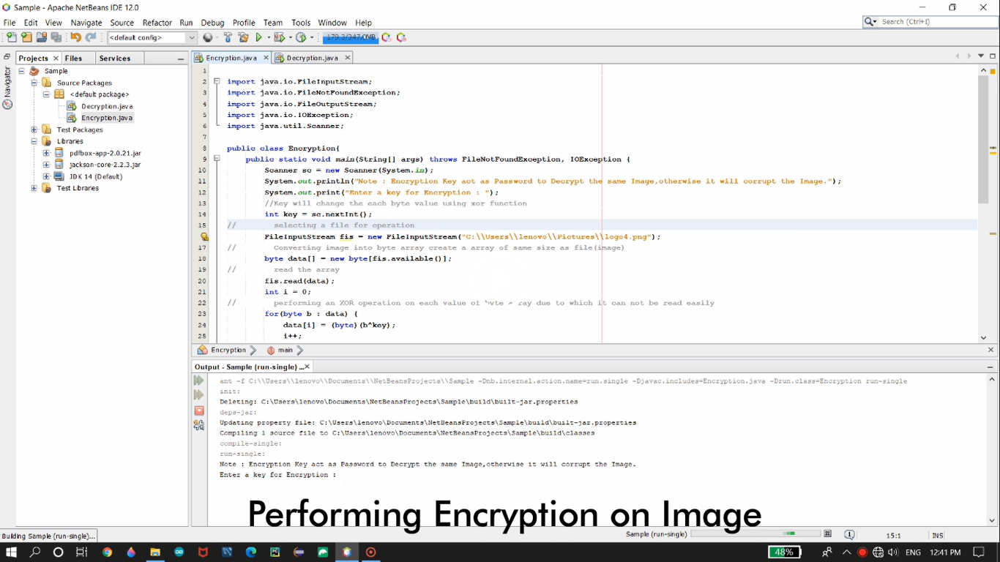 Sample - Apache NetBeans IDE 12.0
File Edit View Navigate Source Refactor Run Debug Profile Team Tools Window Help
Search (Ctrl+I)
<default config>
179.3/347.0MB
Projects Files Services
Encryption.java Decryption.java
Navigator
Sample
Source Packages
<default package>
Decryption.java
Encryption.java
Test Packages
Libraries
pdfbox-app-2.0.21.jar
jackson-core-2.2.3.jar
JDK 14 (Default)
Test Libraries
1
2 import java.io.FileInputStream;
3 import java.io.FileNotFoundException;
4 import java.io.FileOutputStream;
5 import java.io.IOException;
6 import java.util.Scanner;
7
8 public class Encryption{
9 public static void main(String[] args) throws FileNotFoundException, IOException {
10 Scanner sc = new Scanner(System.in);
11 System.out.println("Note : Encryption Key act as Password to Decrypt the same Image,otherwise it will corrupt the Image.");
12 System.out.print("Enter a key for Encryption : ");
13 //Key will change the each byte value using xor function
14 int key = sc.nextInt();
15 // selecting a file for operation
FileInputStream fis = new FileInputStream("C:\\Users\\lenovo\\Pictures\\logo4.png");
17 // Converting image into byte array create a array of same size as file(image)
18 byte data[] = new byte[fis.available()];
19 // read the array
20 fis.read(data);
21 int i = 0;
22 // performing an XOR operation on each value of byte array due to which it can not be read easily
23 for(byte b : data) {
24 data[i] = (byte)(b^key);
25 i++;
Encryption main
Output - Sample (run-single) ...
ant -f C:\\Users\\lenovo\\Documents\\NetBeansProjects\\Sample -Dnb.internal.action.name=run.single -Djavac.includes=Encryption.java -Drun.class=Encryption run-single
init:
Deleting: C:\Users\lenovo\Documents\NetBeansProjects\Sample\build\built-jar.properties
deps-jar:
Updating property file: C:\Users\lenovo\Documents\NetBeansProjects\Sample\build\built-jar.properties
Compiling 1 source file to C:\Users\lenovo\Documents\NetBeansProjects\Sample\build\classes
compile-single:
run-single:
Note : Encryption Key act as Password to Decrypt the same Image,otherwise it will corrupt the Image.
Enter a key for Encryption :
Performing Encryption on Image
Building Sample (run-single)...
Sample (run-single)
1
15:1 INS
48%
ENG 12:41 PM